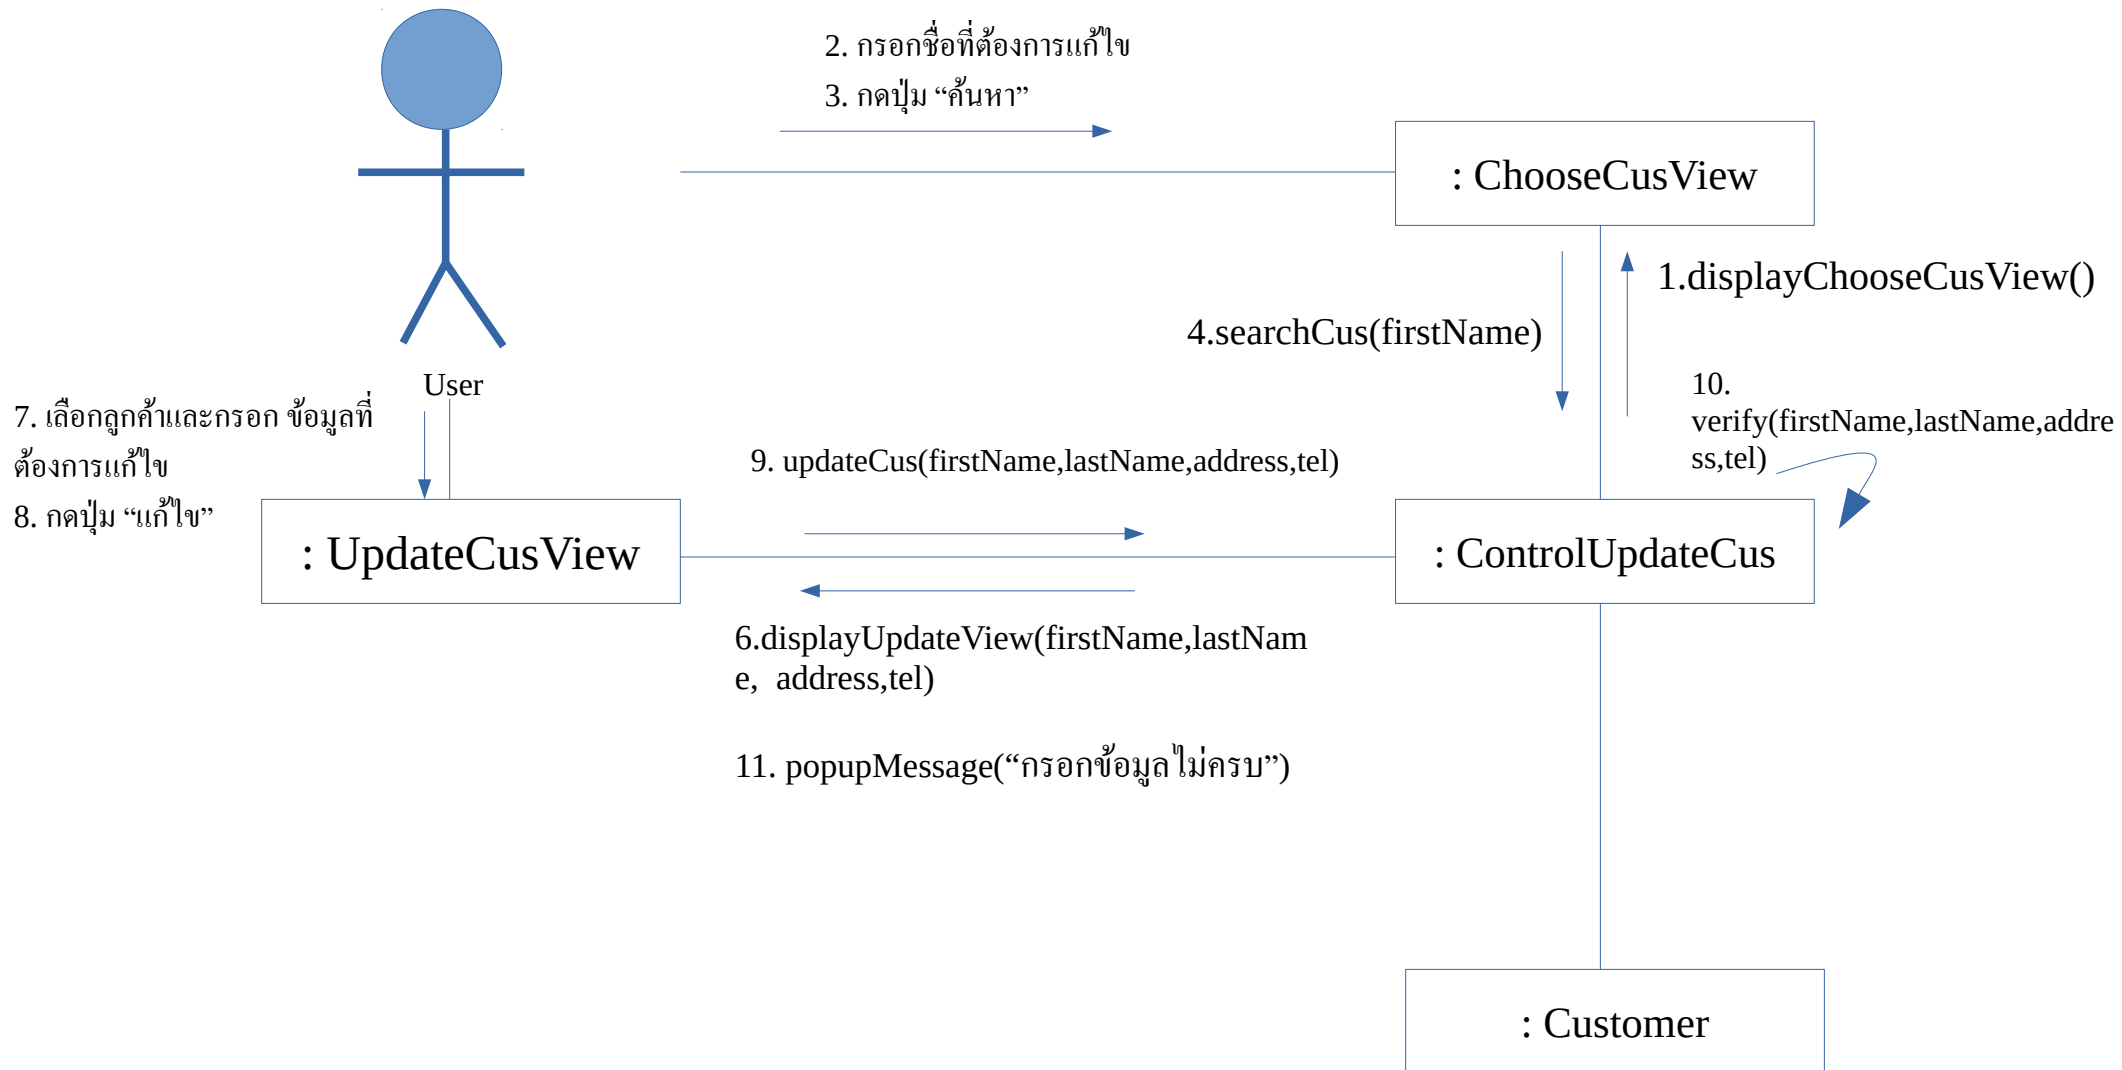 2. กรอกชื่อที่ต้องการแก้ไข
3. กดปุ่ม “ค้นหา”
: ChooseCusView
1.displayChooseCusView()
4.searchCus(firstName)
User
10.
verify(firstName,lastName,addre
ss,tel)
7. เลือกลูกค้าและกรอก ข้อมูลที่
ต้องการแก้ไข
8. กดปุ่ม “แก้ไข”
9. updateCus(firstName,lastName,address,tel)
: UpdateCusView
: ControlUpdateCus
6.displayUpdateView(firstName,lastNam
e,  address,tel)
11. popupMessage(“กรอกข้อมูลไม่ครบ”)
: Customer